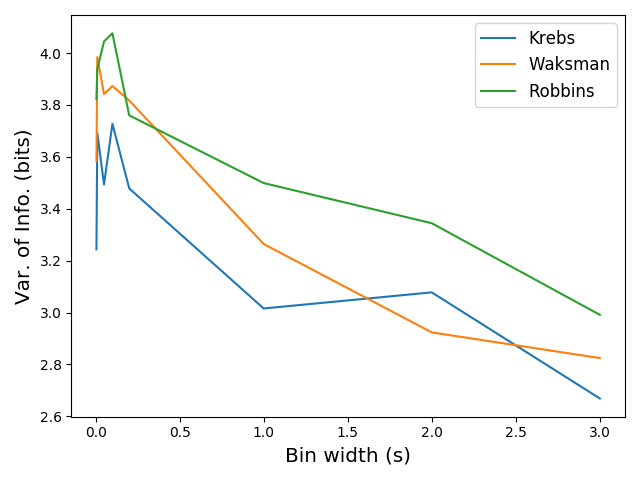 Krebs
Waksman
Robbins
4.0
3.8
3.6
3.4
3.2
3.0
2.8
2.6
Var. of Info. (bits)
0.0 0.5 1.0 1.5 2.0 2.5 3.0
Bin width (s)